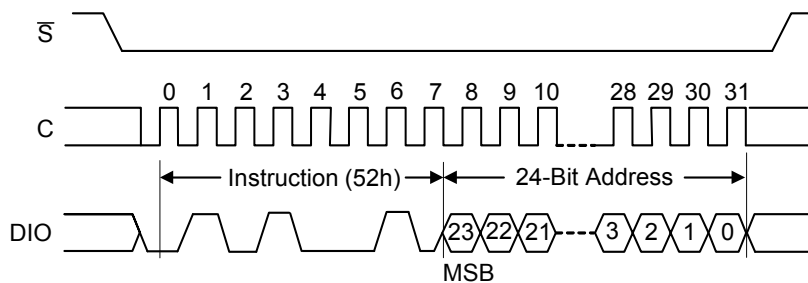 S
0 1 2 3 4 5 6 7 8 9 10 28 29 30 31
C
Instruction (52h) 24-Bit Address
DIO 23 22 21 3 2 1 0
MSB